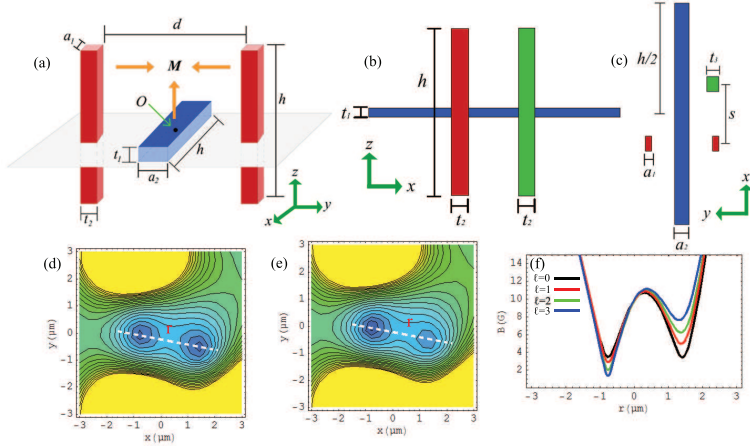 (a)
a1
d
M
O
h
t1
a2
h
t2
z
x
y
(b)
h
t1
z
x
t2
t2
(c)
h/2
t3
s
a1
a2
x
y
(d)
3
2
1
0
-1
-2
-3
y (μm)
r
-3 -2 -1 0 1 2 3
x (μm)
(e)
3
2
1
0
-1
-2
-3
y (μm)
r
-3 -2 -1 0 1 2 3
x (μm)
(f)
ℓ=0
ℓ=1
ℓ=2
ℓ=3
14
12
10
8
6
4
B (G)
-3 -2 -1 0 1 2 3
r (μm)